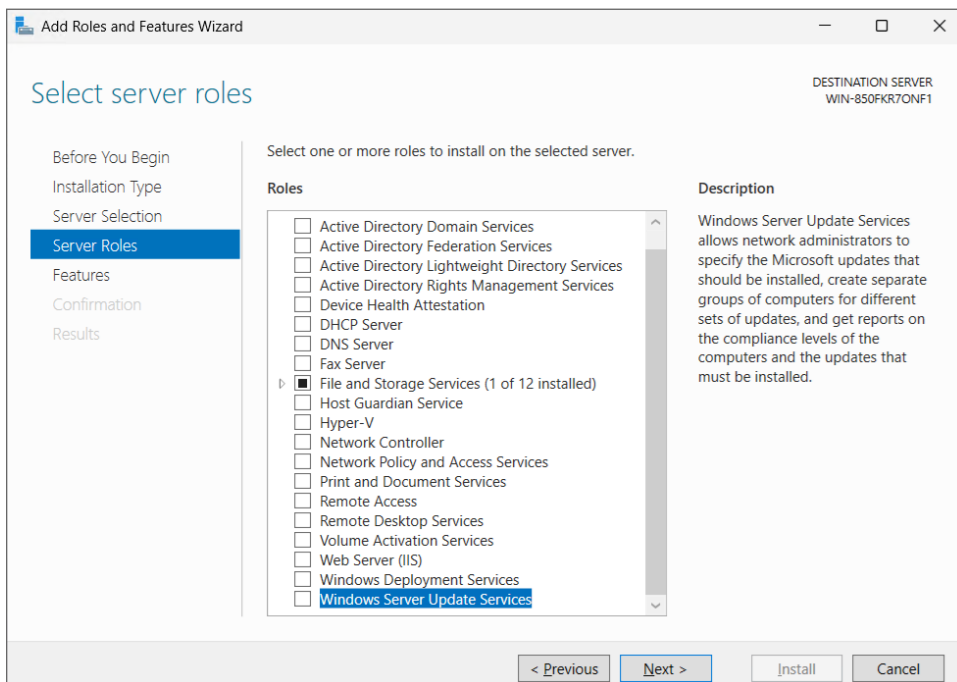 Add Roles and Features Wizard
Select server roles
DESTINATION SERVER
WIN-850FKR7ONF1
Before You Begin
Installation Type
Server Selection
Server Roles
Features
Confirmation
Results
Select one or more roles to install on the selected server.
Roles
Active Directory Domain Services
Active Directory Federation Services
Active Directory Lightweight Directory Services
Active Directory Rights Management Services
Device Health Attestation
DHCP Server
DNS Server
Fax Server
File and Storage Services (1 of 12 installed)
Host Guardian Service
Hyper-V
Network Controller
Network Policy and Access Services
Print and Document Services
Remote Access
Remote Desktop Services
Volume Activation Services
Web Server (IIS)
Windows Deployment Services
Windows Server Update Services
Description
Windows Server Update Services
allows network administrators to
specify the Microsoft updates that
should be installed, create separate
groups of computers for different
sets of updates, and get reports on
the compliance levels of the
computers and the updates that
must be installed.
< Previous
Next >
Install
Cancel